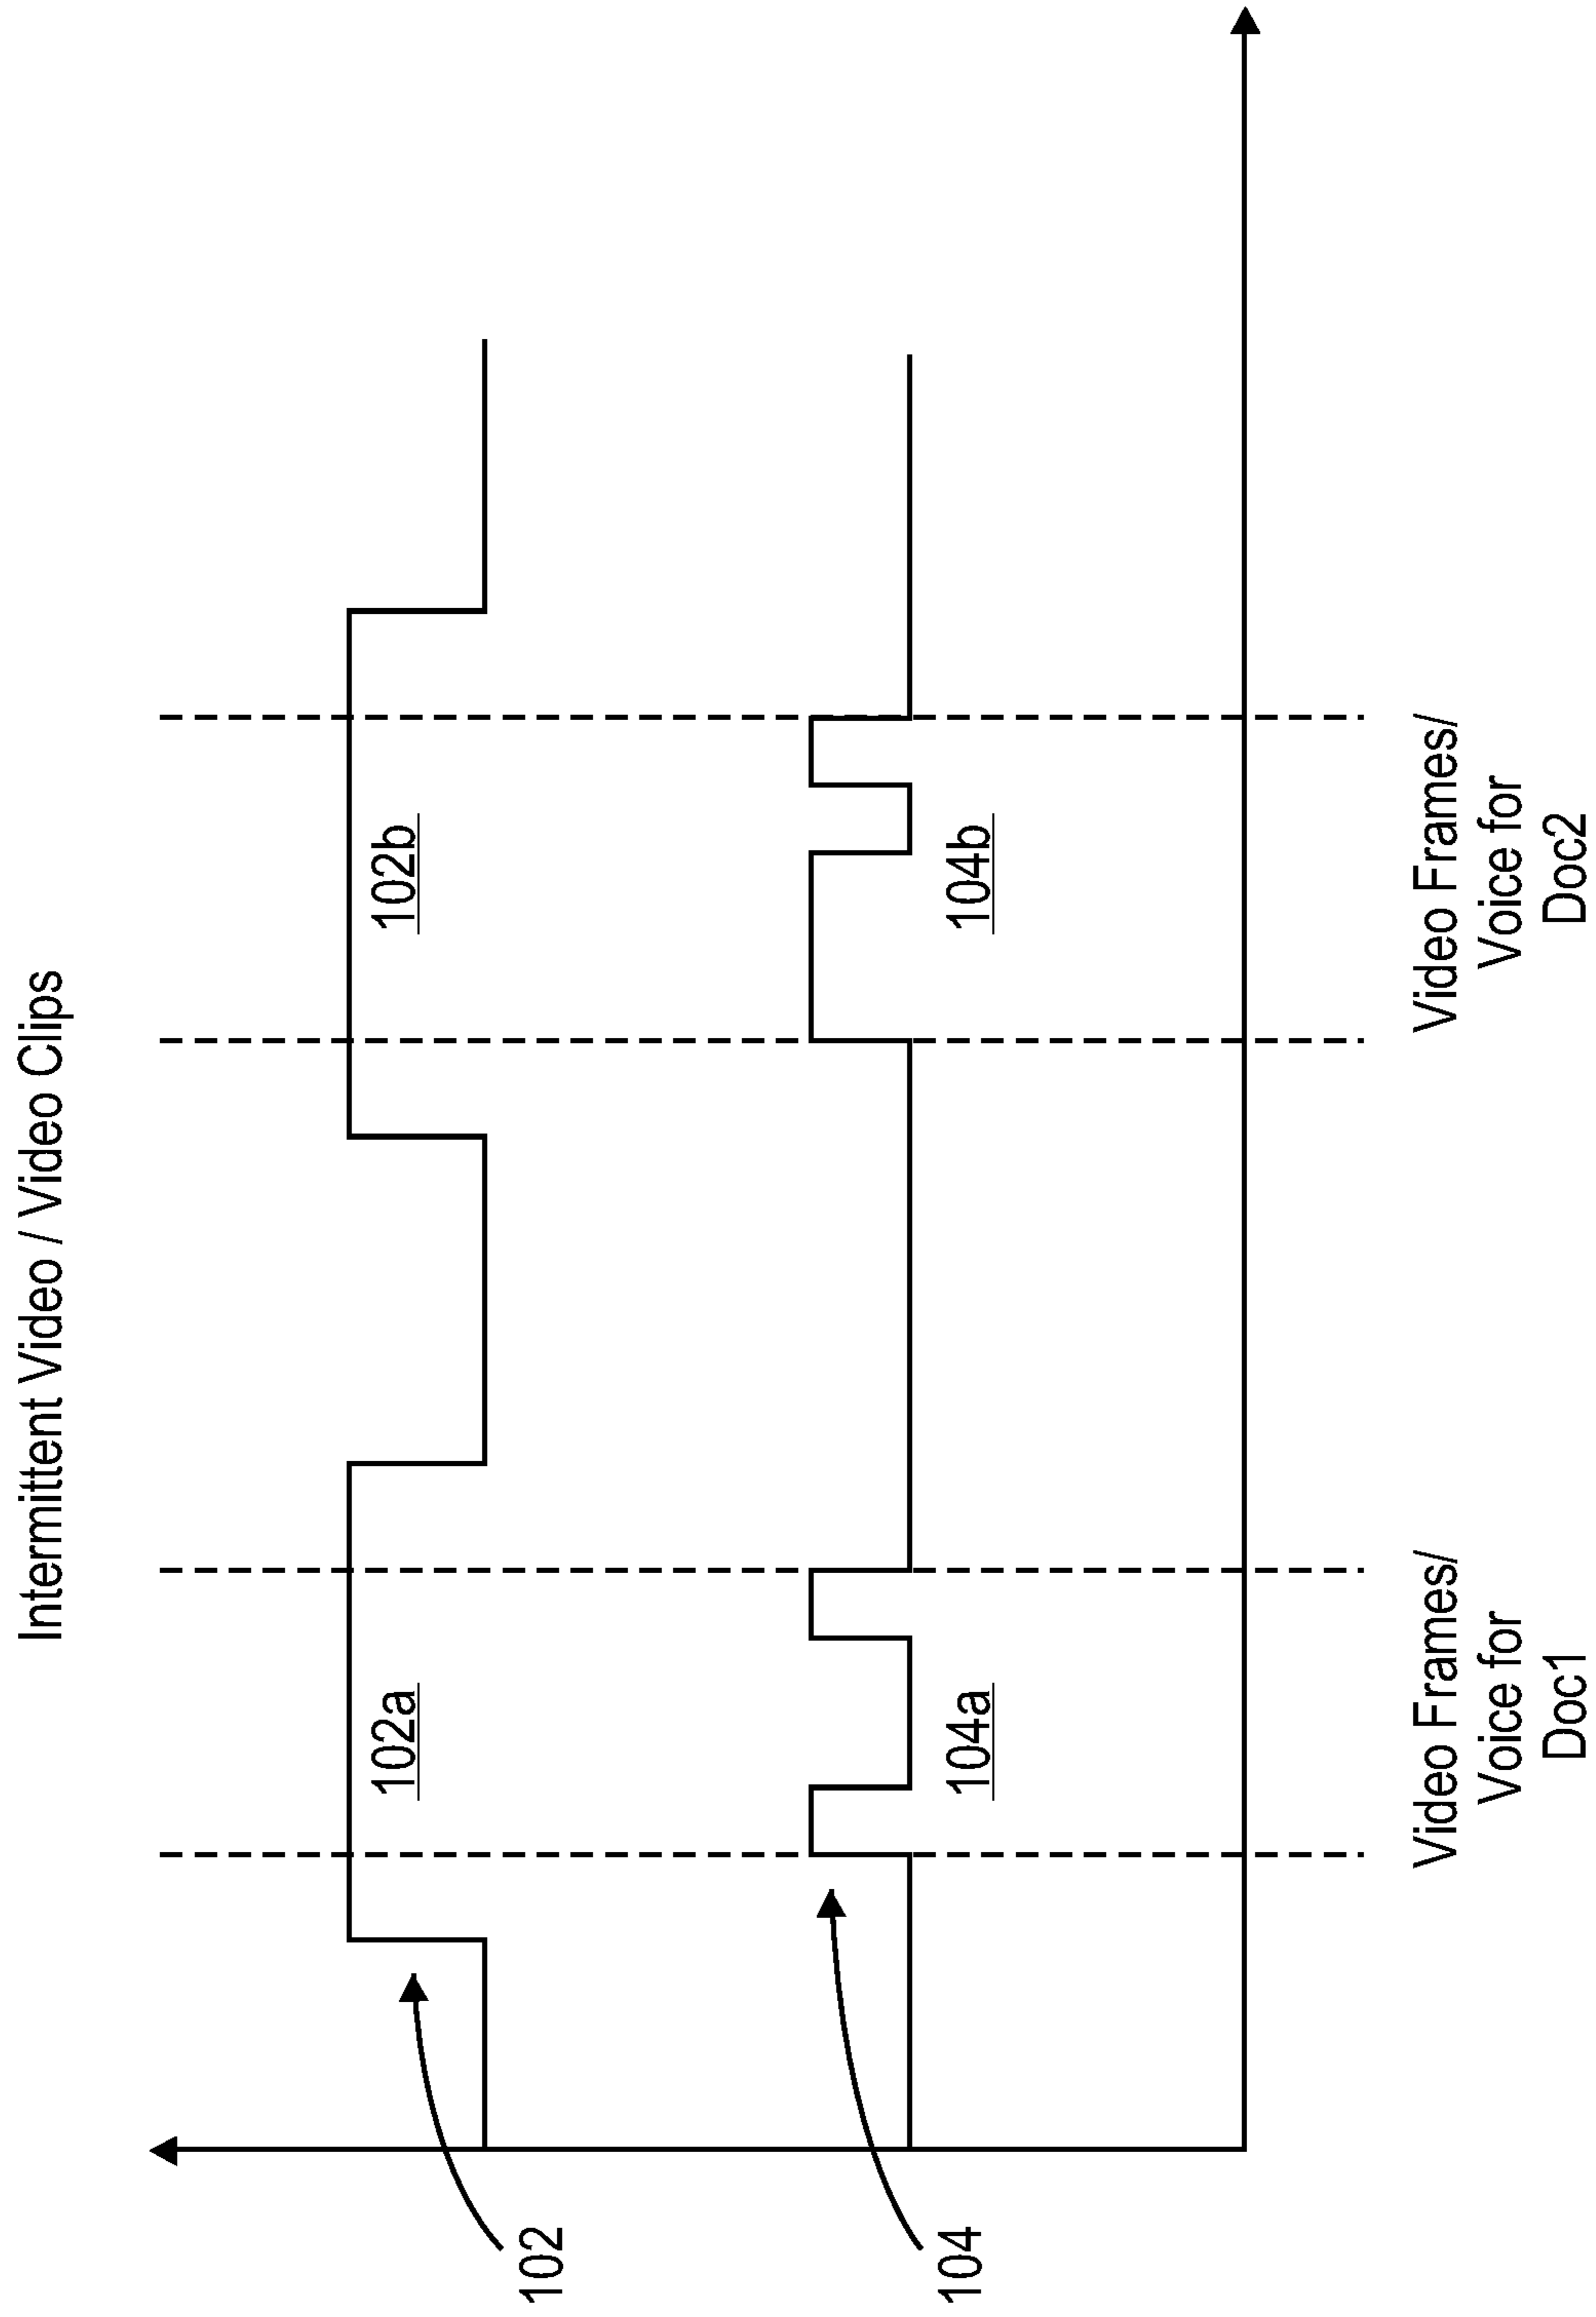 Intermittent Video / Video Clips
102
102a
102b
104
104a
104b
Video Frames/
Voice for
Doc1
Video Frames/
Voice for
Doc2